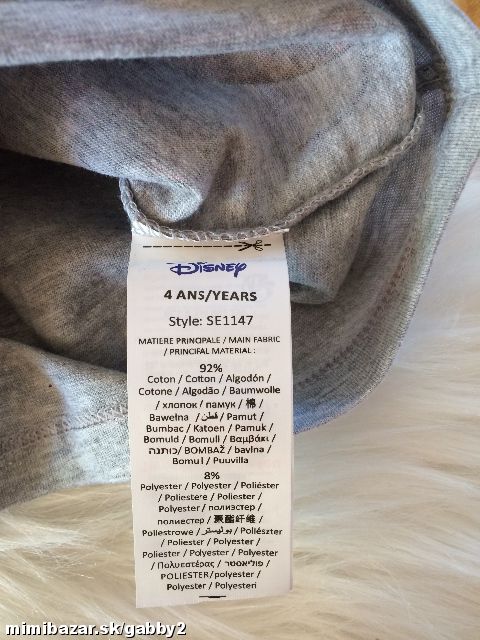 Disney
4 ANS/YEARS
Style: SE1147
MATIERE PRINCIPALE / MAIN FABRIC
/ PRINCIPAL MATERIAL :
92%
Coton / Cotton / Algodón /
Cotone / Algodão / Baumwolle
/ хлопок / памук / 棉 /
Bawełna / قطن / Pamut /
Bumbac / Katoen / Pamuk /
Bomuld / Bomull / Βαμβάκι /
כותנה/ BOMBAŽ / bavlna /
Bomull / Puuvilla
8%
Polyester / Polyester / Poliéster
/ Poliestere / Poliester /
Polyester / полиэстер /
полиестер / 聚酯纤维 /
Poliestrowe / بوليستر / Poliészter
/ Poliester / Polyester /
Polyester / Polyester / Polyester
/ Πολυεστέρας / פוליאסטר /
POLIESTER/polyester /
Polyester / Polyesteri
mimibazar.sk/gabby2